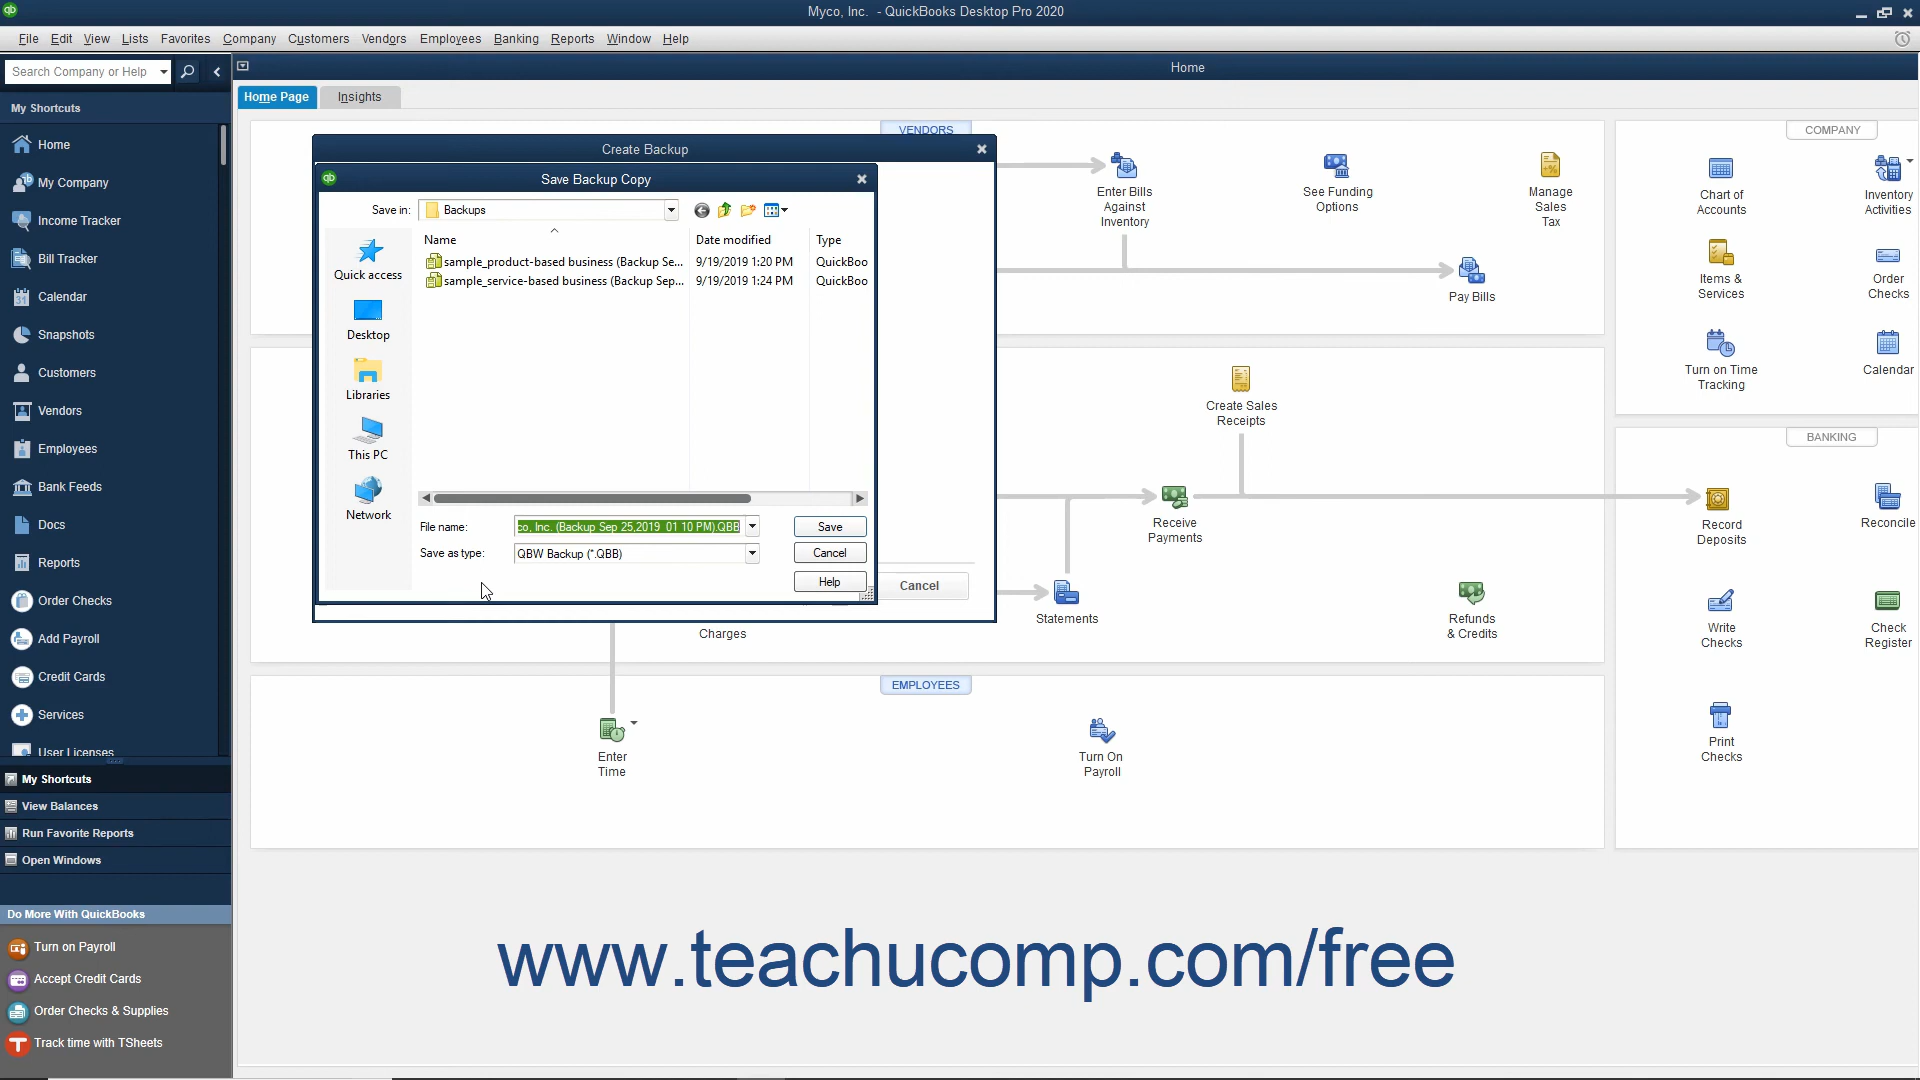 Myco, Inc. - QuickBooks Desktop Pro 2020
File Edit View Lists Favorites Company Customers Vendors Employees Banking Reports Window Help
Search Company or Help
Home
My Shortcuts
Home
My Company
Income Tracker
Bill Tracker
Calendar
Snapshots
Customers
Vendors
Employees
Bank Feeds
Docs
Reports
Order Checks
Add Payroll
Credit Cards
Services
User Licenses
My Shortcuts
View Balances
Run Favorite Reports
Open Windows
Do More With QuickBooks
Turn on Payroll
Accept Credit Cards
Order Checks & Supplies
Track time with TSheets
Home Page Insights
VENDORS
Create Backup
Save Backup Copy
Save in: Backups
Name Date modified Type
sample_product-based business (Backup Se... 9/19/2019 1:20 PM QuickBoo
sample_service-based business (Backup Sep... 9/19/2019 1:24 PM QuickBoo
Quick access
Desktop
Libraries
This PC
Network
File name: co, Inc. (Backup Sep 25,2019 01 10 PM).QBB Save
Save as type: QBW Backup (*.QBB) Cancel
Help
Cancel
Enter Bills
Against
Inventory
See Funding
Options
Manage
Sales
Tax
Pay Bills
Create Sales
Receipts
Receive
Payments
Statements
Refunds
& Credits
Charges
EMPLOYEES
Enter
Time
Turn On
Payroll
COMPANY
Chart of
Accounts
Inventory
Activities
Items &
Services
Order
Checks
Turn on Time
Tracking
Calendar
BANKING
Record
Deposits
Reconcile
Write
Checks
Check
Register
Print
Checks
www.teachucomp.com/free